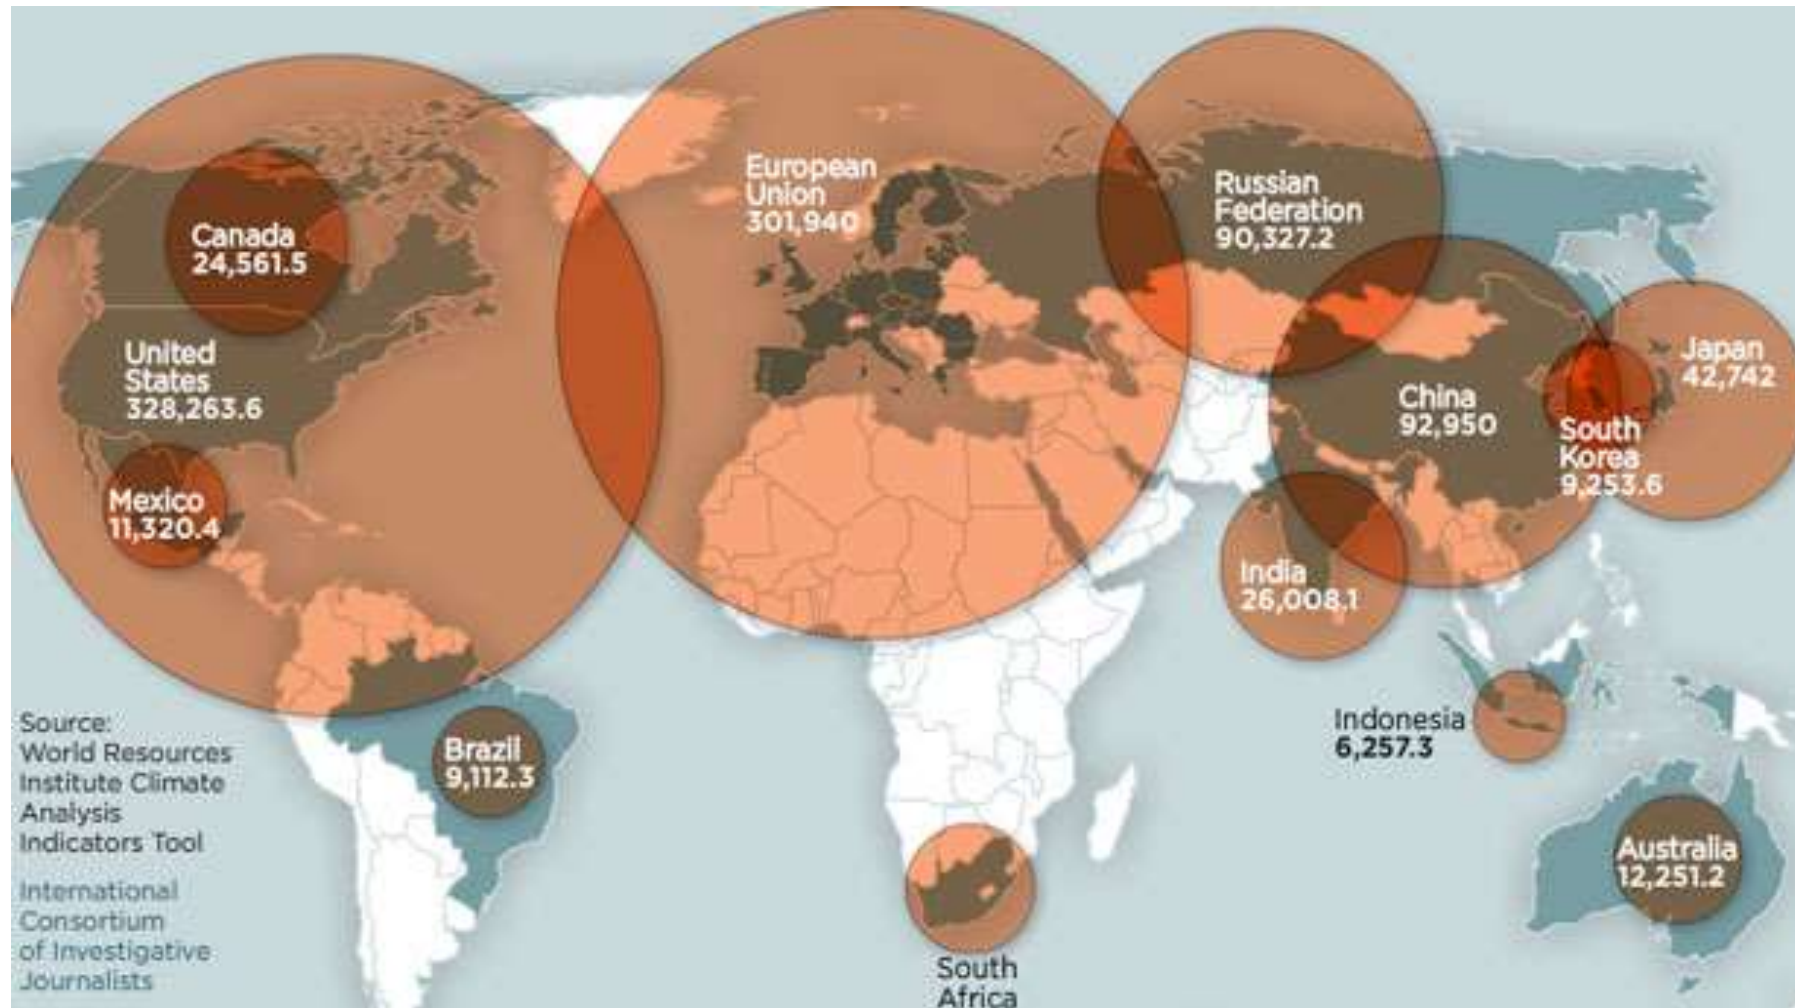 Canada
24,561.5
United
States
328,263.6
Mexico
11,320.4
European
Union
301,940
Russian
Federation
90,327.2
China
92,950
Japan
42,742
South
Korea
9,253.6
India
26,008.1
Indonesia
6,257.3
Brazil
9,112.3
Australia
12,251.2
South
Africa
Source:
World Resources
Institute Climate
Analysis
Indicators Tool
International
Consortium
of Investigative
Journalists